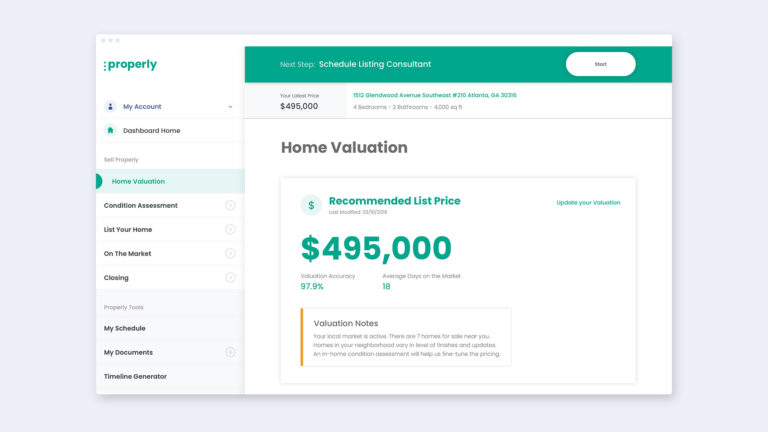 properly
My Account
Dashboard Home
Sell Properly
Home Valuation
Condition Assessment
List Your Home
On The Market
Closing
Properly Tools
My Schedule
My Documents
Timeline Generator
Next Step: Schedule Listing Consultant
Start
Your Latest Price
$495,000
1512 Glendwood Avenue Southeast #210 Atlanta, GA 30316
4 Bedrooms - 2 Bathrooms - 4,000 sq ft
Home Valuation
$
Recommended List Price
Last Modified: 03/10/2019
Update your Valuation
$495,000
Valuation Accuracy
97.9%
Average Days on the Market
18
Valuation Notes
Your local market is active. There are 7 homes for sale near you.
Homes in your neighborhood vary in level of finishes and updates.
An in-home condition assessment will help us fine-tune the pricing.